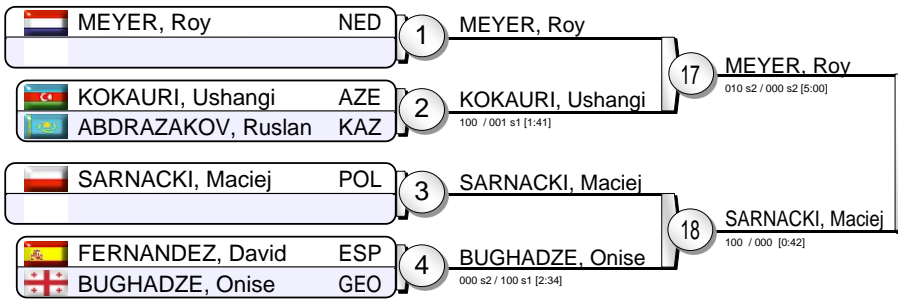 MEYER, Roy NED
1
MEYER, Roy
17
MEYER, Roy
010 s2 / 000 s2 [5:00]
KOKAURI, Ushangi AZE
ABDRAZAKOV, Ruslan KAZ
2
KOKAURI, Ushangi
100 / 001 s1 [1:41]
SARNACKI, Maciej POL
3
SARNACKI, Maciej
18
SARNACKI, Maciej
100 / 000 [0:42]
FERNANDEZ, David ESP
BUGHADZE, Onise GEO
4
BUGHADZE, Onise
000 s2 / 100 s1 [2:34]